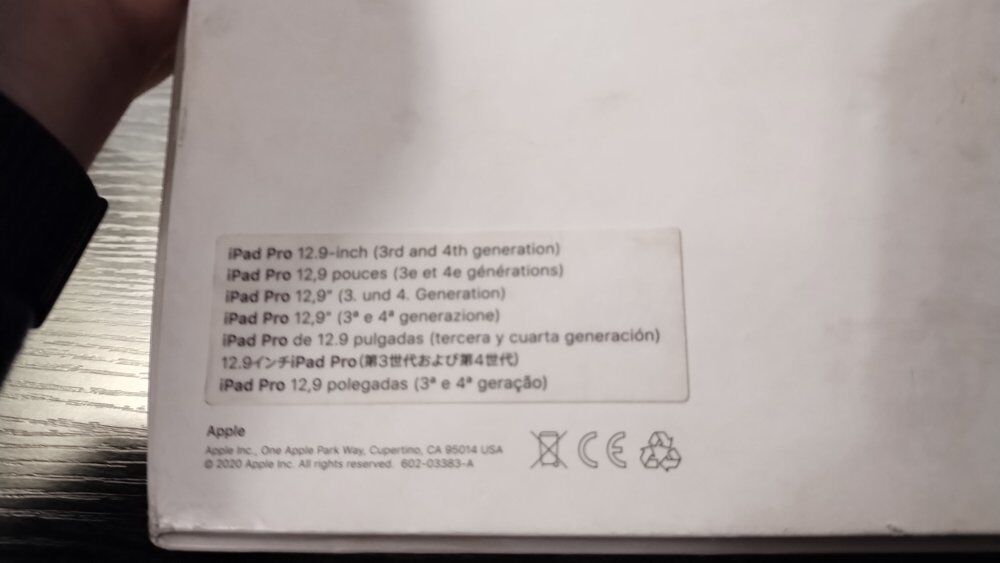 iPad Pro 12.9-inch (3rd and 4th generation)
iPad Pro 12,9 pouces (3e et 4e générations)
iPad Pro 12,9" (3. und 4. Generation)
iPad Pro 12,9" (3ª e 4ª generazione)
iPad Pro de 12.9 pulgadas (tercera y cuarta generación)
12.9インチiPad Pro(第3世代および第4世代)
iPad Pro 12,9 polegadas (3ª e 4ª geração)
Apple
Apple Inc., One Apple Park Way, Cupertino, CA 95014 USA
© 2020 Apple Inc. All rights reserved. 602-03383-A
CE